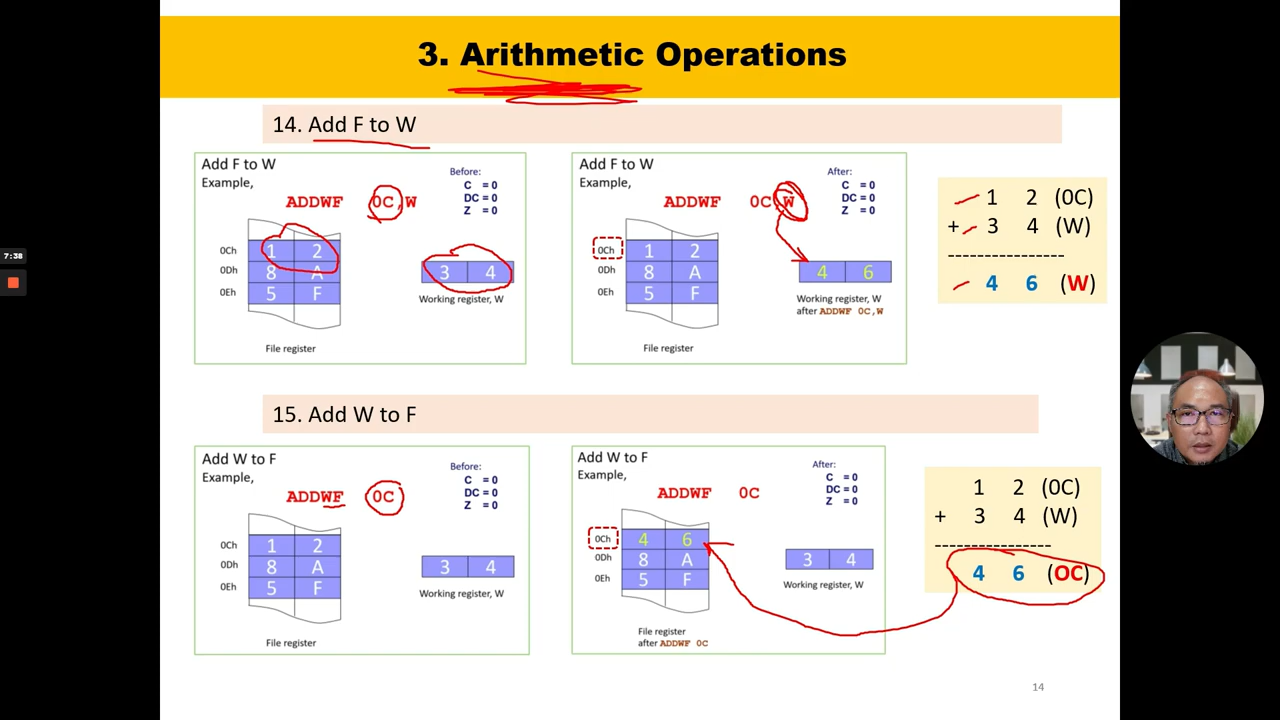 3. Arithmetic Operations
14. Add F to W
Add F to W
Example,
ADDWF 0C,W
Before:
C = 0
DC = 0
Z = 0
0Ch 1 2
0Dh 8 A
0Eh 5 F
3 4
Working register, W
File register
Add F to W
Example,
ADDWF 0C,W
After:
C = 0
DC = 0
Z = 0
0Ch 1 2
0Dh 8 A
0Eh 5 F
4 6
Working register, W
after ADDWF 0C,W
File register
1 2 (0C)
+ 3 4 (W)
----------------
4 6 (W)
7:38
15. Add W to F
Add W to F
Example,
ADDWF 0C
Before:
C = 0
DC = 0
Z = 0
0Ch 1 2
0Dh 8 A
0Eh 5 F
3 4
Working register, W
File register
Add W to F
Example,
ADDWF 0C
After:
C = 0
DC = 0
Z = 0
0Ch 4 6
0Dh 8 A
0Eh 5 F
3 4
Working register, W
File register
after ADDWF 0C
1 2 (0C)
+ 3 4 (W)
----------------
4 6 (OC)
14